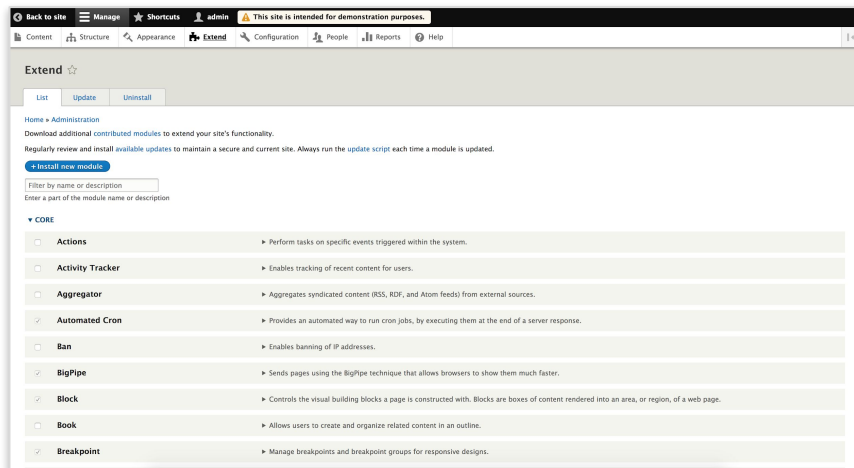 Back to site Manage Shortcuts admin This site is intended for demonstration purposes.
Content Structure Appearance Extend Configuration People Reports Help
Extend
List Update Uninstall
Home » Administration
Download additional contributed modules to extend your site's functionality.
Regularly review and install available updates to maintain a secure and current site. Always run the update script each time a module is updated.
+Install new module
Filter by name or description
Enter a part of the module name or description
▼ CORE
Actions ► Perform tasks on specific events triggered within the system.
Activity Tracker ► Enables tracking of recent content for users.
Aggregator ► Aggregates syndicated content (RSS, RDF, and Atom feeds) from external sources.
Automated Cron ► Provides an automated way to run cron jobs, by executing them at the end of a server response.
Ban ► Enables banning of IP addresses.
BigPipe ► Sends pages using the BigPipe technique that allows browsers to show them much faster.
Block ► Controls the visual building blocks a page is constructed with. Blocks are boxes of content rendered into an area, or region, of a web page.
Book ► Allows users to create and organize related content in an outline.
Breakpoint ► Manage breakpoints and breakpoint groups for responsive designs.